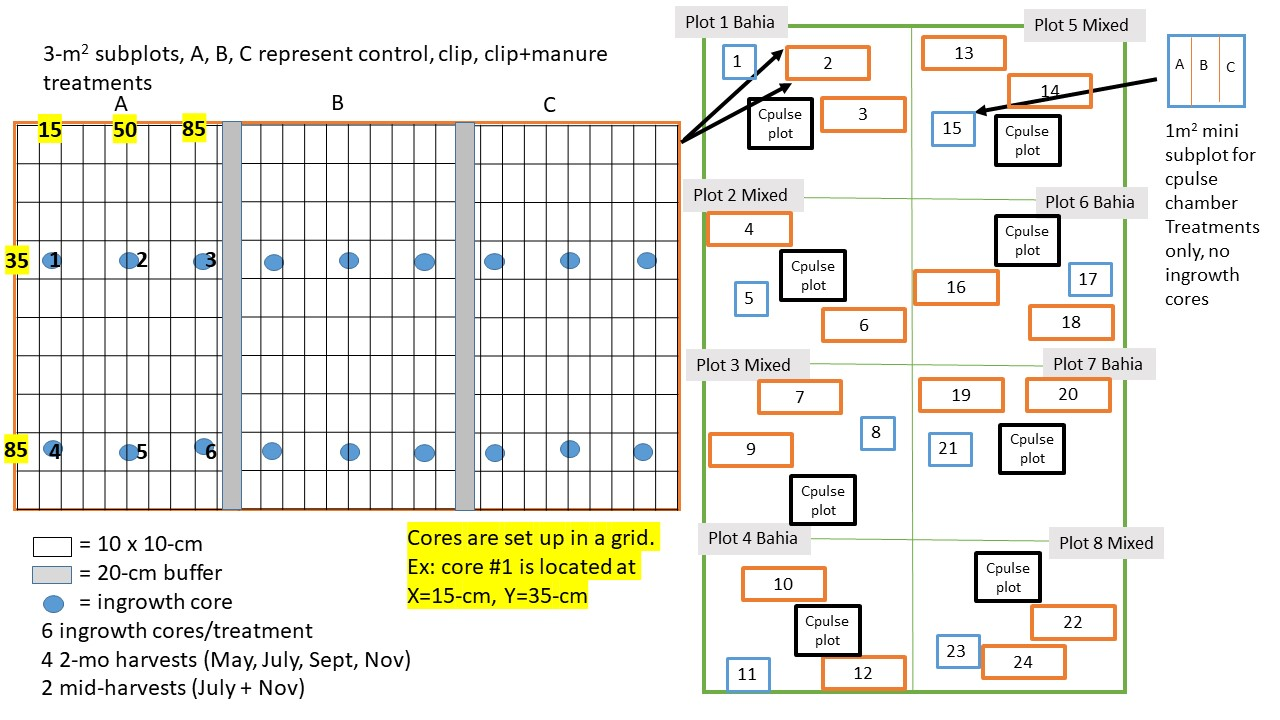 3-m² subplots, A, B, C represent control, clip, clip+manure
treatments
A
B
C
15
50
85
35
1
2
3
85
4
5
6
= 10 x 10-cm
= 20-cm buffer
= ingrowth core
6 ingrowth cores/treatment
4 2-mo harvests (May, July, Sept, Nov)
2 mid-harvests (July + Nov)
Cores are set up in a grid.
Ex: core #1 is located at
X=15-cm, Y=35-cm
Plot 1 Bahia
1
2
Cpulse
plot
3
Plot 5 Mixed
13
14
15
Cpulse
plot
Plot 2 Mixed
4
Cpulse
plot
5
6
Plot 6 Bahia
Cpulse
plot
16
17
18
Plot 3 Mixed
7
8
9
Cpulse
plot
Plot 7 Bahia
19
20
21
Cpulse
plot
Plot 4 Bahia
10
Cpulse
plot
11
12
Plot 8 Mixed
Cpulse
plot
22
23
24
A B C
1m² mini
subplot for
cpulse
chamber
Treatments
only, no
ingrowth
cores